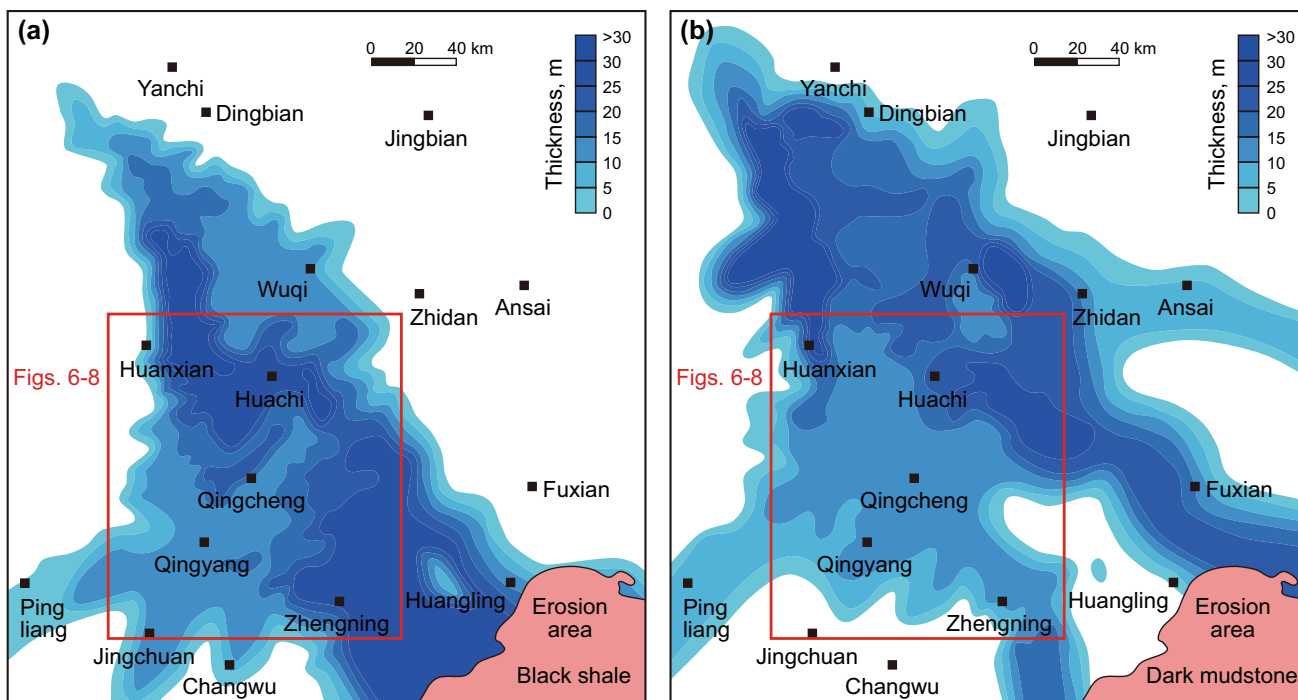 (a)
0 20 40 km
Thickness, m
>30
30
25
20
15
10
5
0
Yanchi
Dingbian
Jingbian
Wuqi
Zhidan
Ansai
Huanxian
Figs. 6-8
Huachi
Qingcheng
Fuxian
Qingyang
Ping
liang
Zhengning
Huangling
Jingchuan
Changwu
Erosion
area
Black shale
(b)
0 20 40 km
Thickness, m
>30
30
25
20
15
10
5
0
Yanchi
Dingbian
Jingbian
Wuqi
Zhidan
Ansai
Huanxian
Figs. 6-8
Huachi
Qingcheng
Fuxian
Qingyang
Ping
liang
Zhengning
Huangling
Jingchuan
Changwu
Erosion
area
Dark mudstone